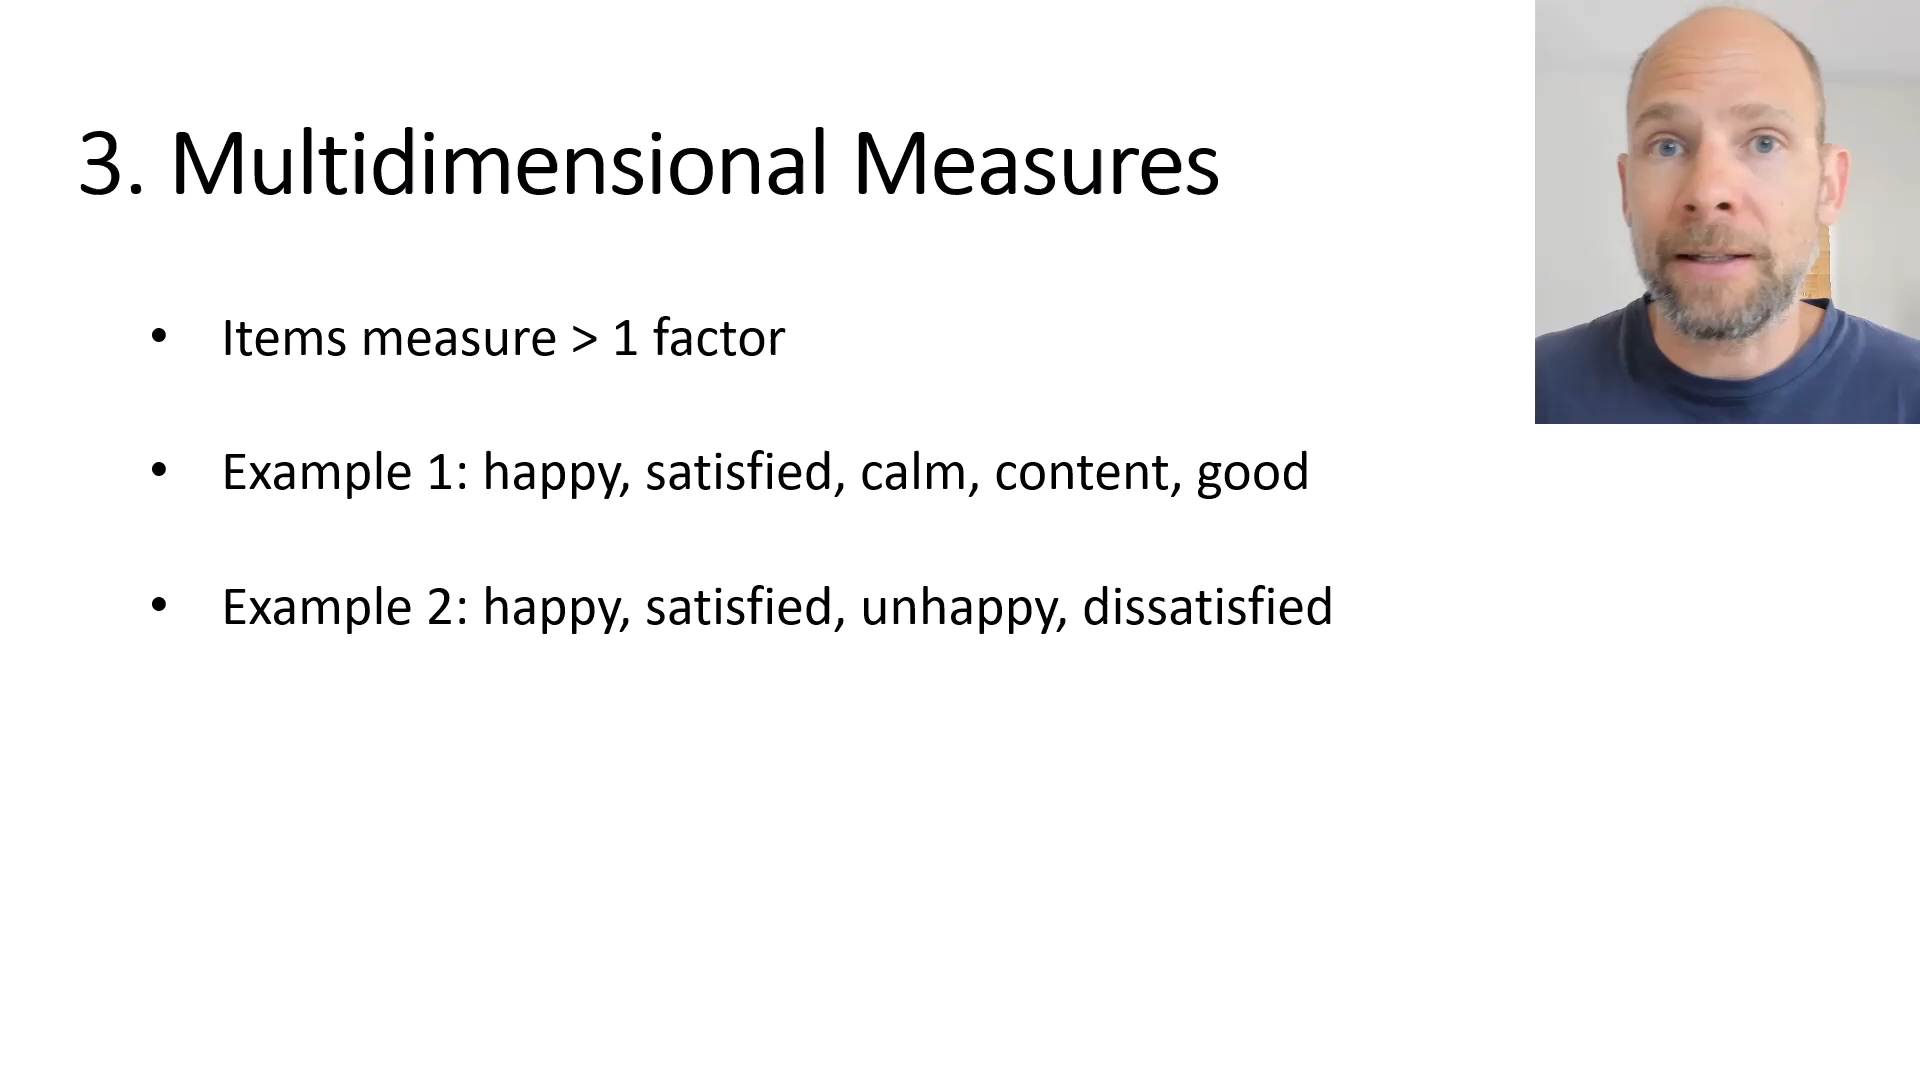 3. Multidimensional Measures
• Items measure > 1 factor
• Example 1: happy, satisfied, calm, content, good
• Example 2: happy, satisfied, unhappy, dissatisfied